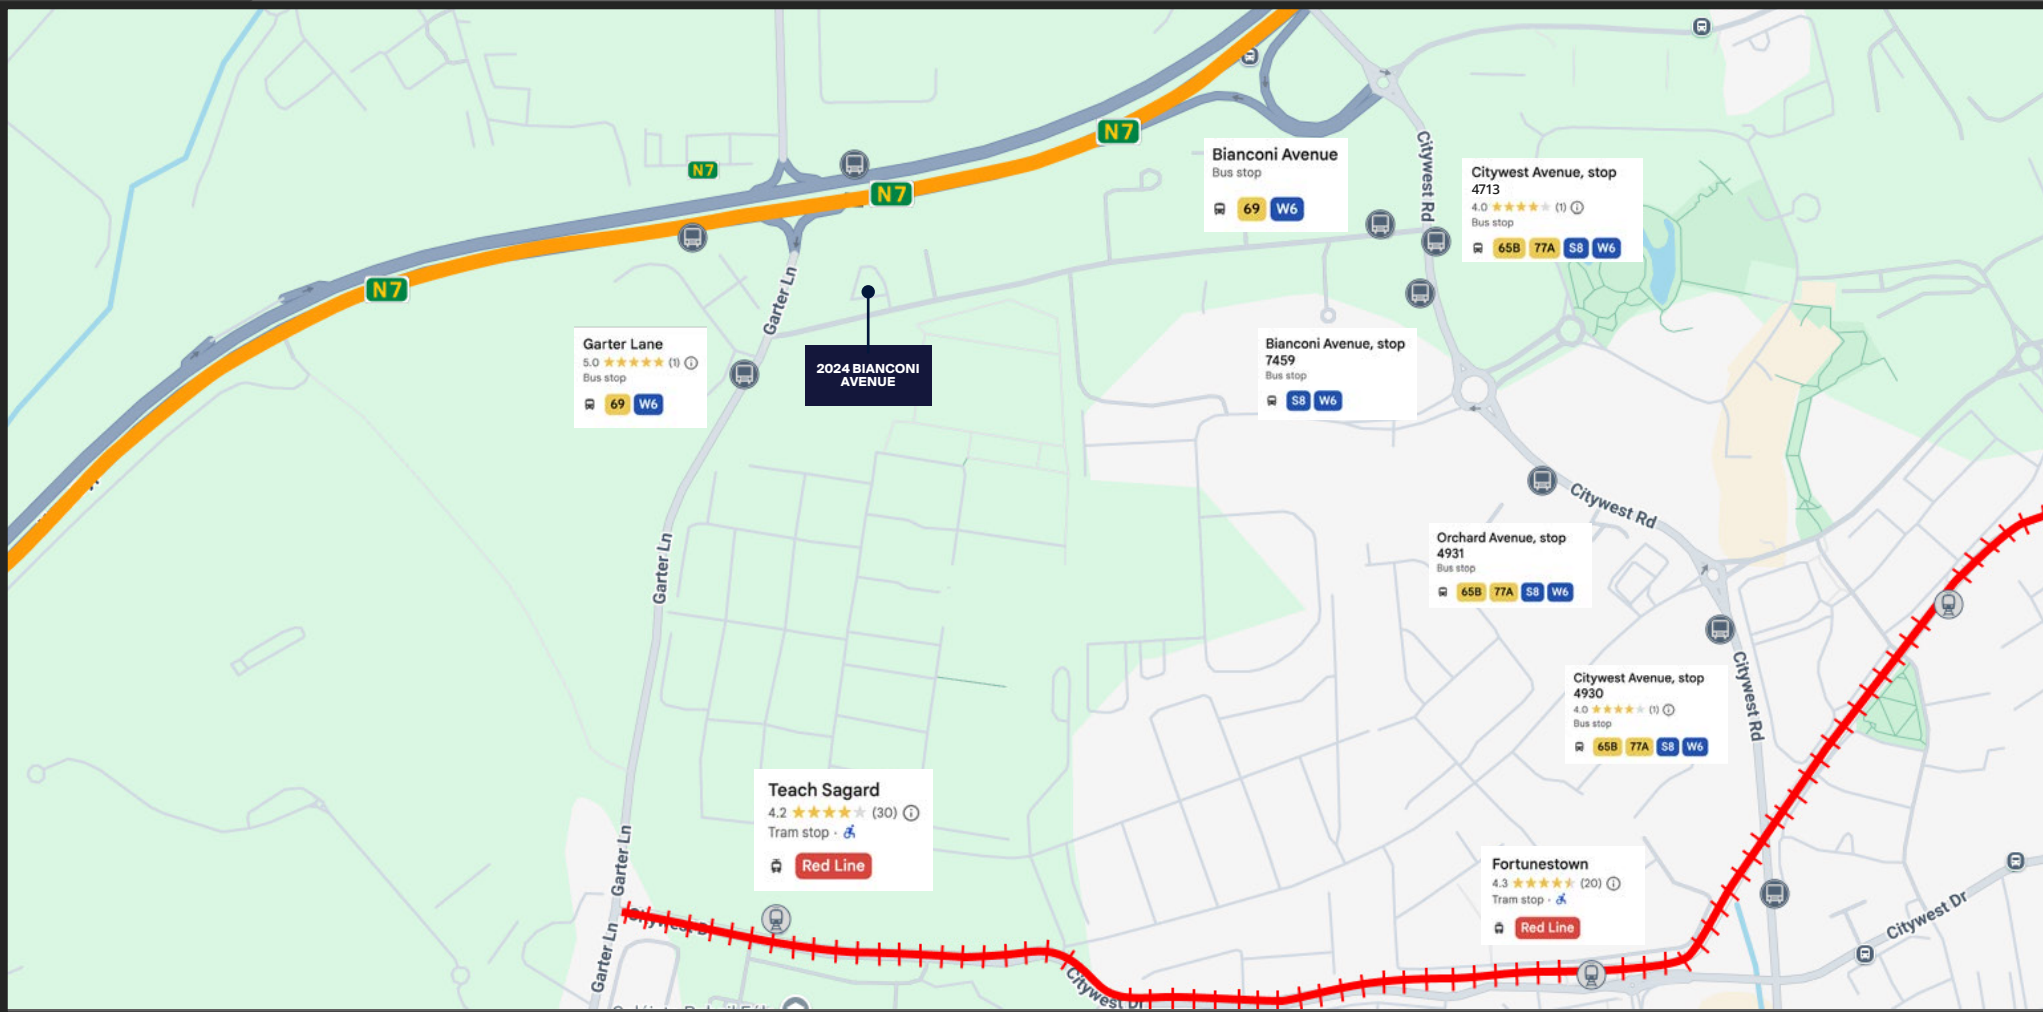 N7
N7
N7
N7
Citywest Rd
Bianconi Avenue
Bus stop
69 W6
Citywest Avenue, stop
4713
4.0 (1)
Bus stop
65B 77A S8 W6
Garter Ln
Garter Lane
5.0 (1)
Bus stop
69 W6
2024 BIANCONI
AVENUE
Bianconi Avenue, stop
7459
Bus stop
S8 W6
Citywest Rd
Garter Ln
Orchard Avenue, stop
4931
Bus stop
65B 77A S8 W6
Citywest Rd
Citywest Avenue, stop
4930
4.0 (1)
Bus stop
65B 77A S8 W6
Teach Sagard
4.2 (30)
Tram stop ·
Red Line
Garter Ln
Fortunestown
4.3 (20)
Tram stop ·
Red Line
Citywest Dr
Garter Ln
Citywest Dr